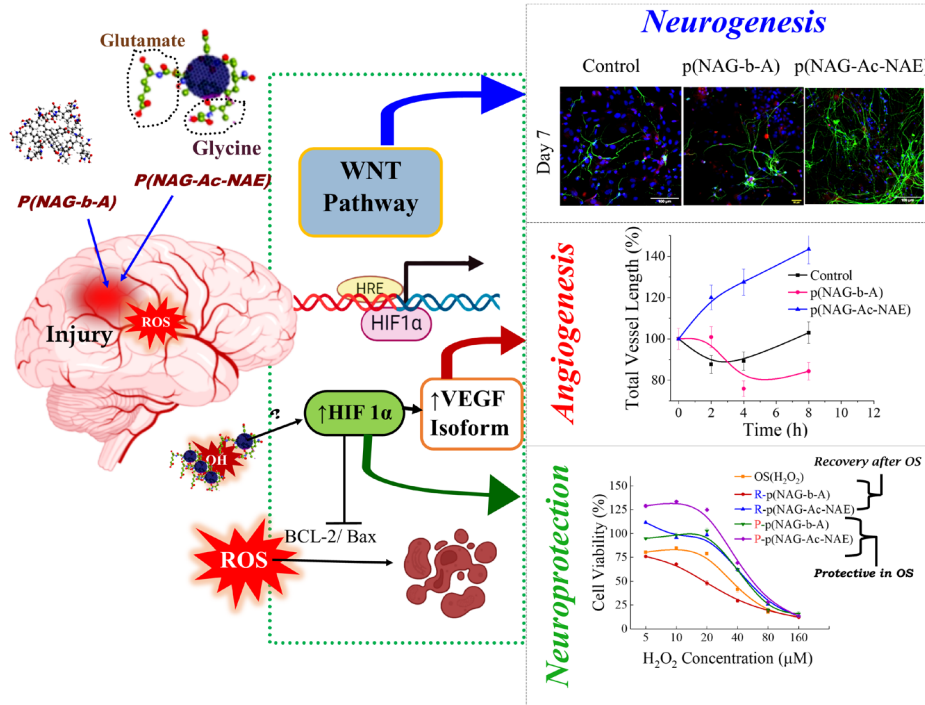 Glutamate
Glycine
P(NAG-b-A)
P(NAG-Ac-NAE)
Injury
ROS
OH
ROS
WNT
Pathway
HRE
HIF1α
↑HIF 1α
↑VEGF
Isoform
BCL-2/ Bax
Neurogenesis
Control
p(NAG-b-A)
p(NAG-Ac-NAE)
Day 7
100 µm
100 µm
Angiogenesis
Total Vessel Length (%)
140
120
100
80
0
2
4
6
8
10
12
Time (h)
Control
p(NAG-b-A)
p(NAG-Ac-NAE)
Neuroprotection
Recovery after OS
OS(H₂O₂)
R-p(NAG-b-A)
R-p(NAG-Ac-NAE)
P-p(NAG-b-A)
P-p(NAG-Ac-NAE)
Protective in OS
Cell Viability (%)
150
125
100
75
50
25
0
5
10
20
40
80
160
H₂O₂ Concentration (µM)